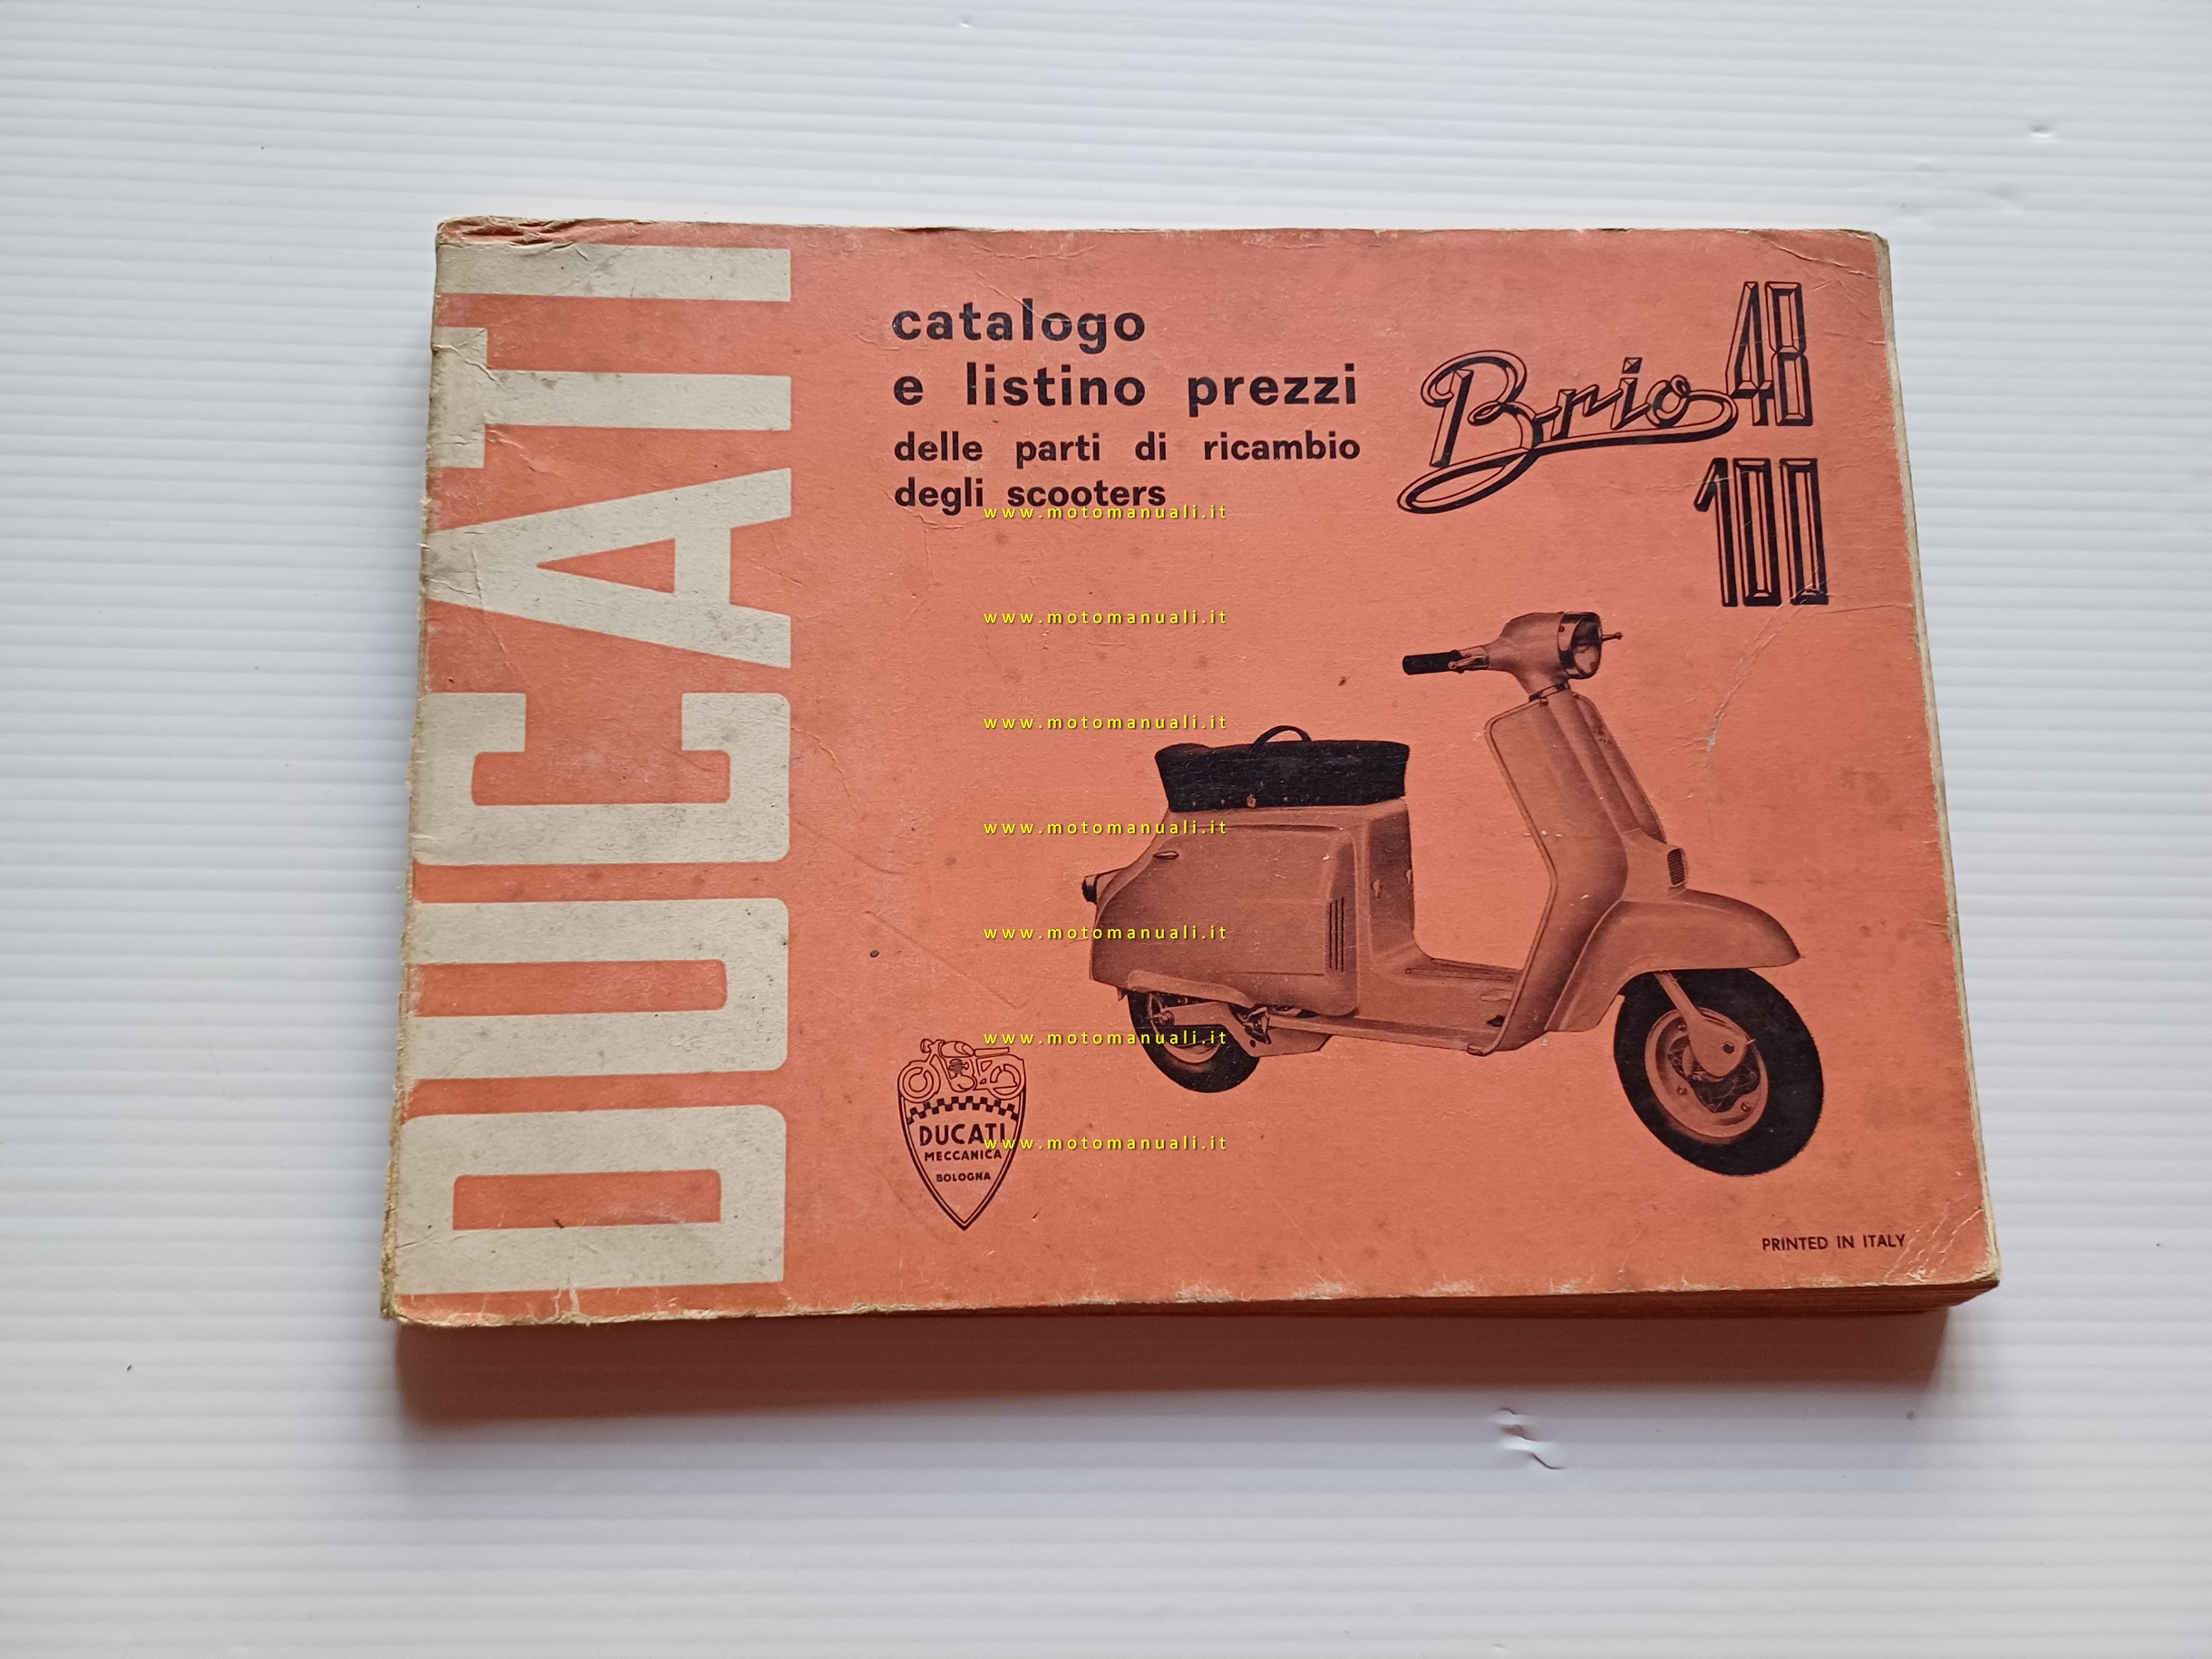 DUCATI
catalogo
e listino prezzi
delle parti di ricambio
degli scooters
Brio 48
100
www.motomanuali.it
www.motomanuali.it
www.motomanuali.it
www.motomanuali.it
www.motomanuali.it
www.motomanuali.it
www.motomanuali.it
DUCATI
MECCANICA
BOLOGNA
PRINTED IN ITALY